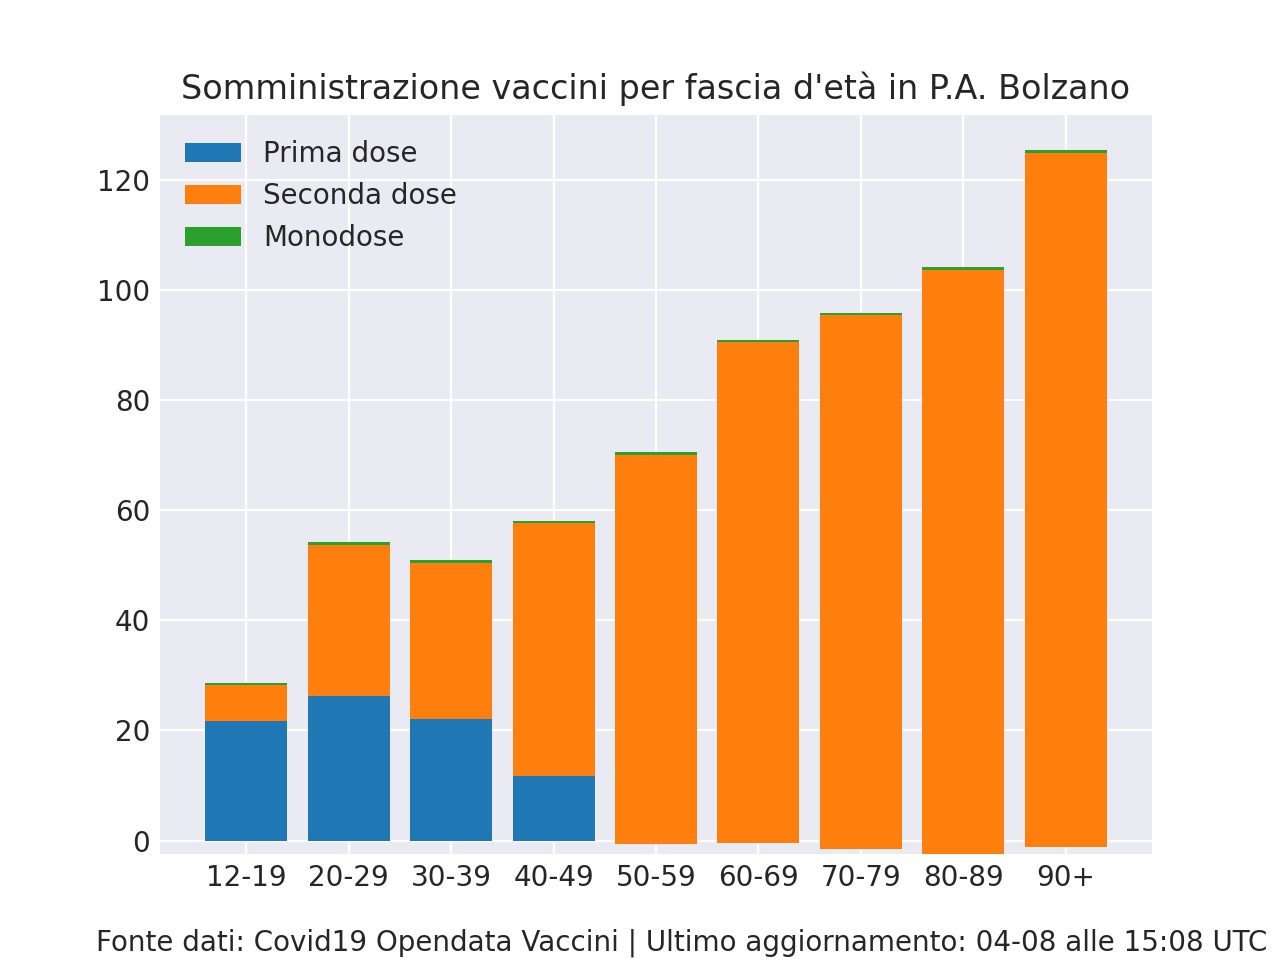 Somministrazione vaccini per fascia d'età in P.A. Bolzano
Prima dose
Seconda dose
Monodose
120
100
80
60
40
20
0
12-19 20-29 30-39 40-49 50-59 60-69 70-79 80-89 90+
Fonte dati: Covid19 Opendata Vaccini | Ultimo aggiornamento: 04-08 alle 15:08 UTC